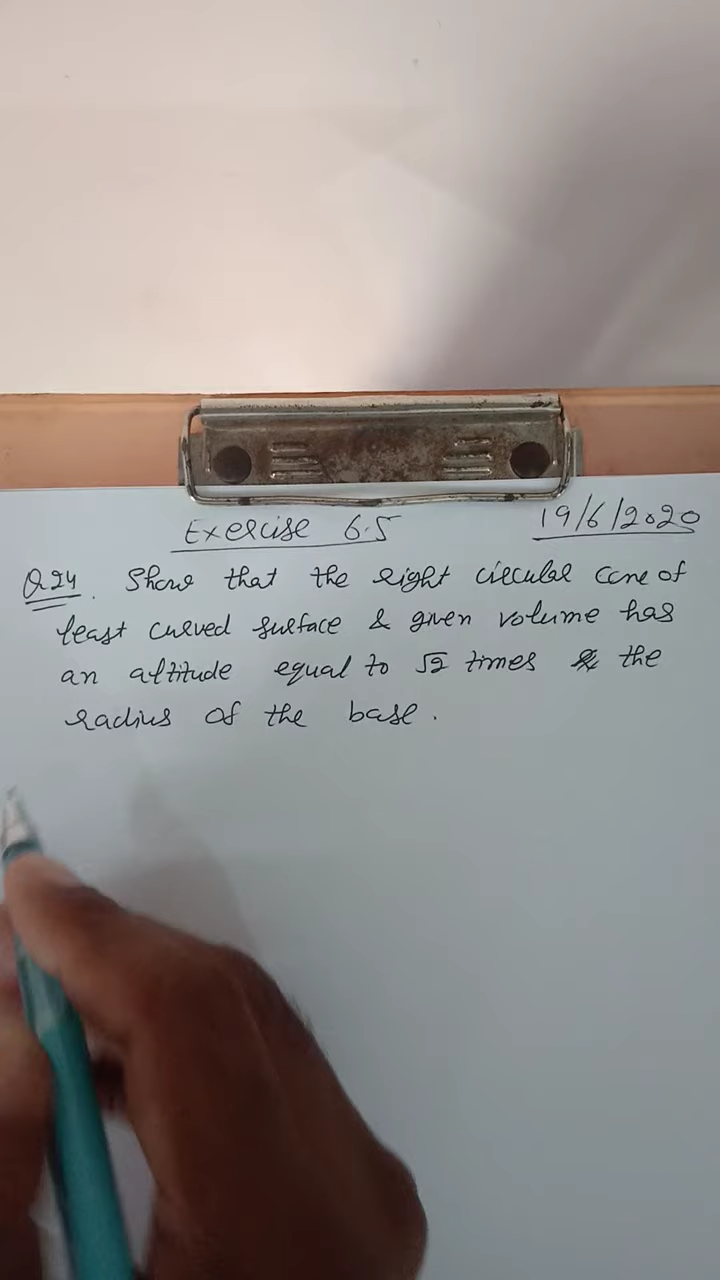 Exercise 6.5
19/6/2020
Q24. Show that the right circular cone of
least curved surface & given volume has
an altitude equal to √2 times the
radius of the base.